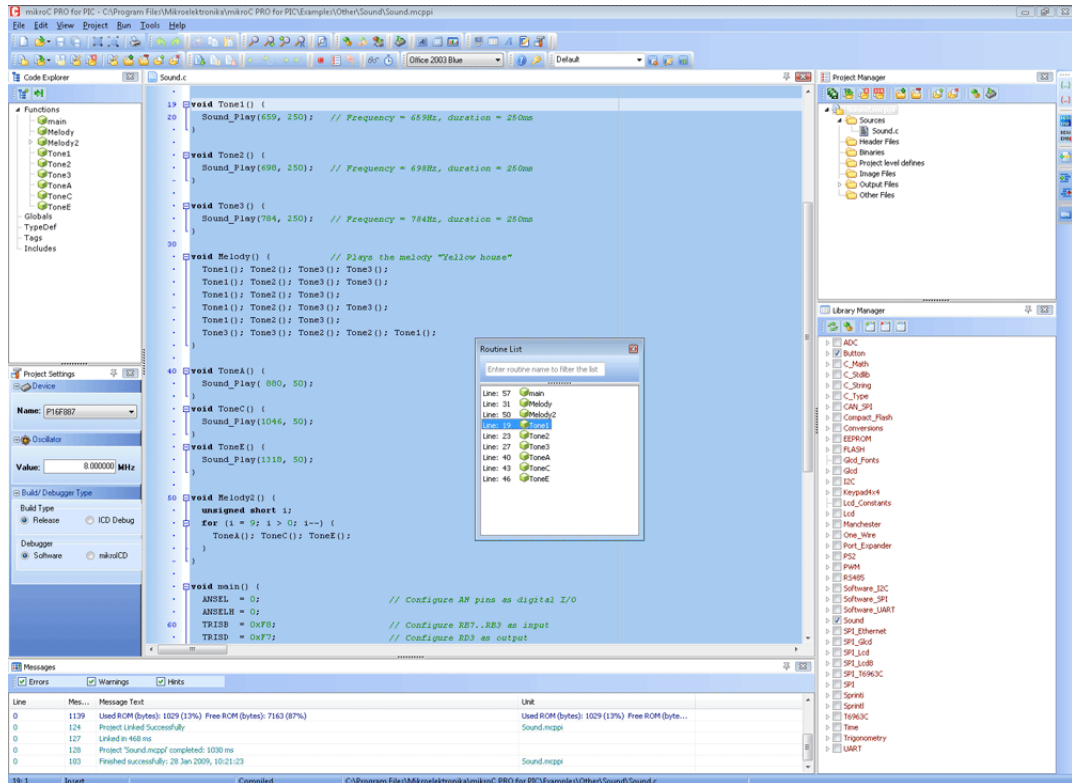 mikroC PRO for PIC - C:\Program Files\Mikroelektronika\mikroC PRO for PIC\Examples\Other\Sound\Sound.mcppi
File Edit View Project Run Tools Help
Office 2003 Blue
Default
Code Explorer
Functions
main
Melody
Melody2
Tone1
Tone2
Tone3
ToneA
ToneC
ToneE
Globals
TypeDef
Tags
Includes
Project Settings
Device
Name: P16F887
Oscillator
Value: 8.000000 MHz
Build/ Debugger Type
Build Type
Release ICD Debug
Debugger
Software mikroICD
Sound.c
19 void Tone1() {
20 Sound_Play(659, 250); // Frequency = 659Hz, duration = 250ms
}
void Tone2() {
Sound_Play(698, 250); // Frequency = 698Hz, duration = 250ms
}
void Tone3() {
Sound_Play(784, 250); // Frequency = 784Hz, duration = 250ms
}
30
void Melody() { // Plays the melody "Yellow house"
Tone1(); Tone2(); Tone3(); Tone3();
Tone1(); Tone2(); Tone3(); Tone3();
Tone1(); Tone2(); Tone3();
Tone1(); Tone2(); Tone3(); Tone3();
Tone1(); Tone2(); Tone3();
Tone3(); Tone3(); Tone2(); Tone2(); Tone1();
}
40 void ToneA() {
Sound_Play( 880, 50);
}
void ToneC() {
Sound_Play(1046, 50);
}
void ToneE() {
Sound_Play(1318, 50);
}
50 void Melody2() {
unsigned short i;
for (i = 9; i > 0; i--) {
ToneA(); ToneC(); ToneE();
}
}
void main() {
ANSEL = 0; // Configure AN pins as digital I/O
ANSELH = 0;
60 TRISB = 0xF8; // Configure RB7..RB3 as input
TRISD = 0xF7; // Configure RD3 as output
Routine List
Enter routine name to filter the list
Line: 57 main
Line: 31 Melody
Line: 50 Melody2
Line: 19 Tone1
Line: 23 Tone2
Line: 27 Tone3
Line: 40 ToneA
Line: 43 ToneC
Line: 46 ToneE
Project Manager
Sources
Sound.c
Header Files
Binaries
Project level defines
Image Files
Output Files
Other Files
Library Manager
ADC
Button
C_Math
C_Stdlib
C_String
C_Type
CAN_SPI
Compact_Flash
Conversions
EEPROM
FLASH
Glcd_Fonts
Glcd
I2C
Keypad4x4
Lcd_Constants
Lcd
Manchester
One_Wire
Port_Expander
PS2
PWM
RS485
Software_I2C
Software_SPI
Software_UART
Sound
SPI_Ethernet
SPI_Glcd
SPI_Lcd
SPI_Lcd8
SPI_T6963C
SPI
Sprinti
Sprintl
T6963C
Time
Trigonometry
UART
Messages
Errors Warnings Hints
Line Mes... Message Text Unit
0 1139 Used ROM (bytes): 1029 (13%) Free ROM (bytes): 7163 (87%) Used ROM (bytes): 1029 (13%) Free ROM (byte...
0 124 Project Linked Successfully Sound.mcppi
0 127 Linked in 468 ms
0 128 Project 'Sound.mcppi' completed: 1030 ms
0 103 Finished successfully: 28 Jan 2009, 10:21:23 Sound.mcppi
19: 1 Insert Compiled C:\Program Files\Mikroelektronika\mikroC PRO for PIC\Examples\Other\Sound\Sound.c